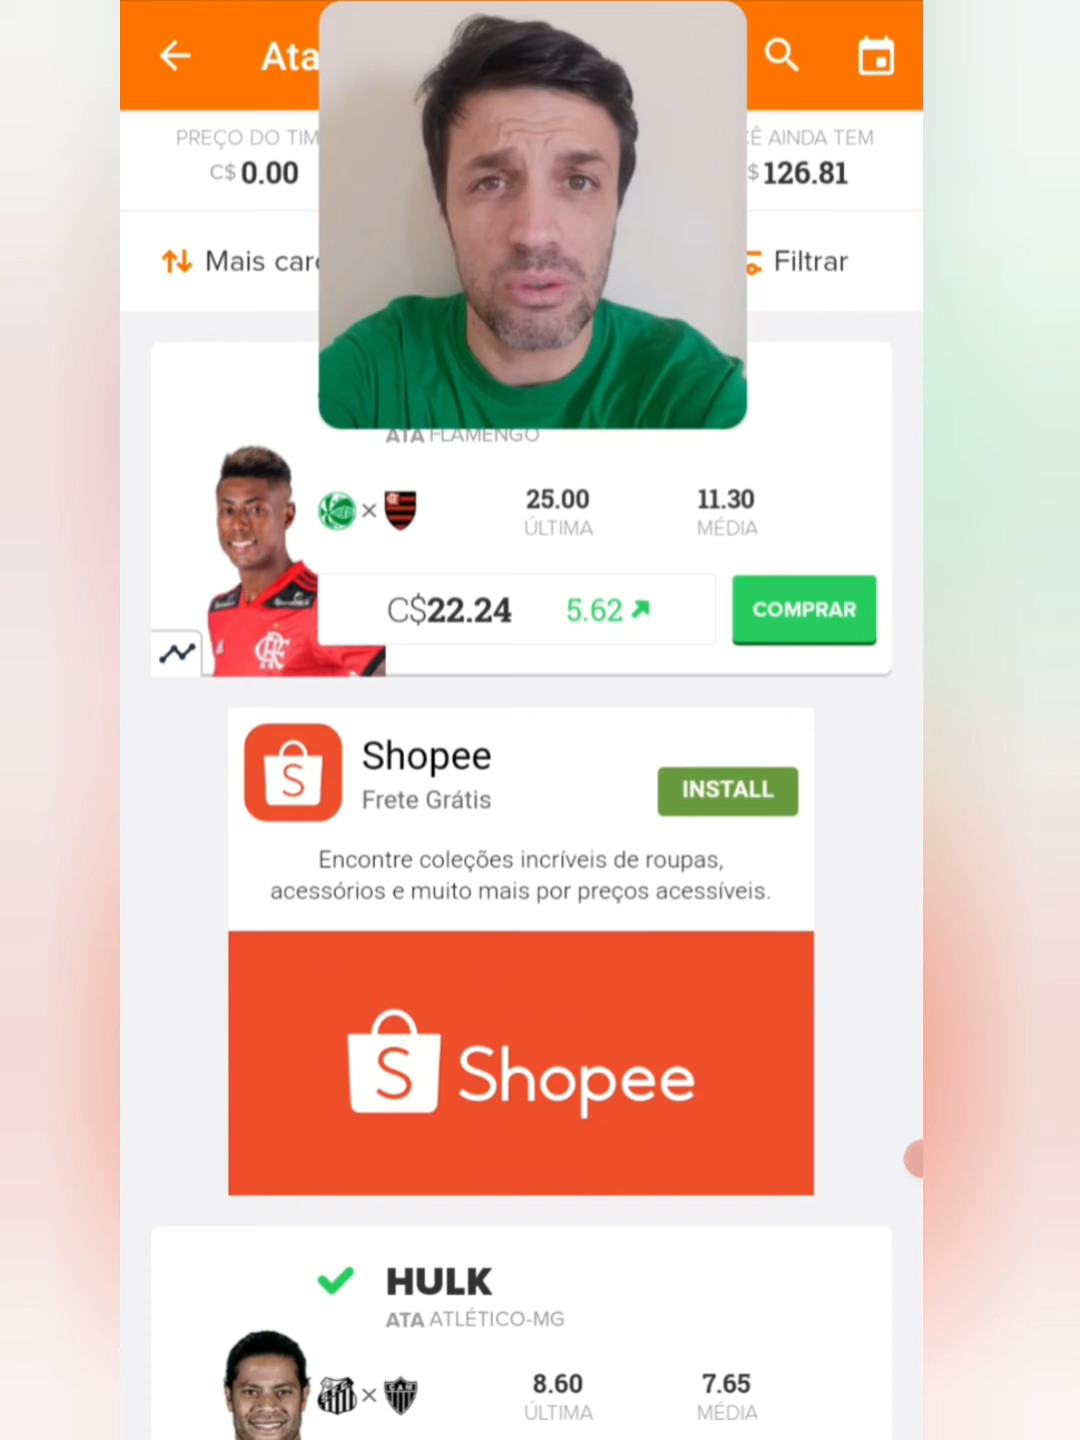 Ata
PREÇO DO TIM
C$ 0.00
Ê AINDA TEM
$ 126.81
Mais car
Filtrar
ATA FLAMENGO
25.00
ÚLTIMA
11.30
MÉDIA
C$22.24
5.62
COMPRAR
Shopee
Frete Grátis
INSTALL
Encontre coleções incríveis de roupas,
acessórios e muito mais por preços acessíveis.
Shopee
HULK
ATA ATLÉTICO-MG
8.60
ÚLTIMA
7.65
MÉDIA